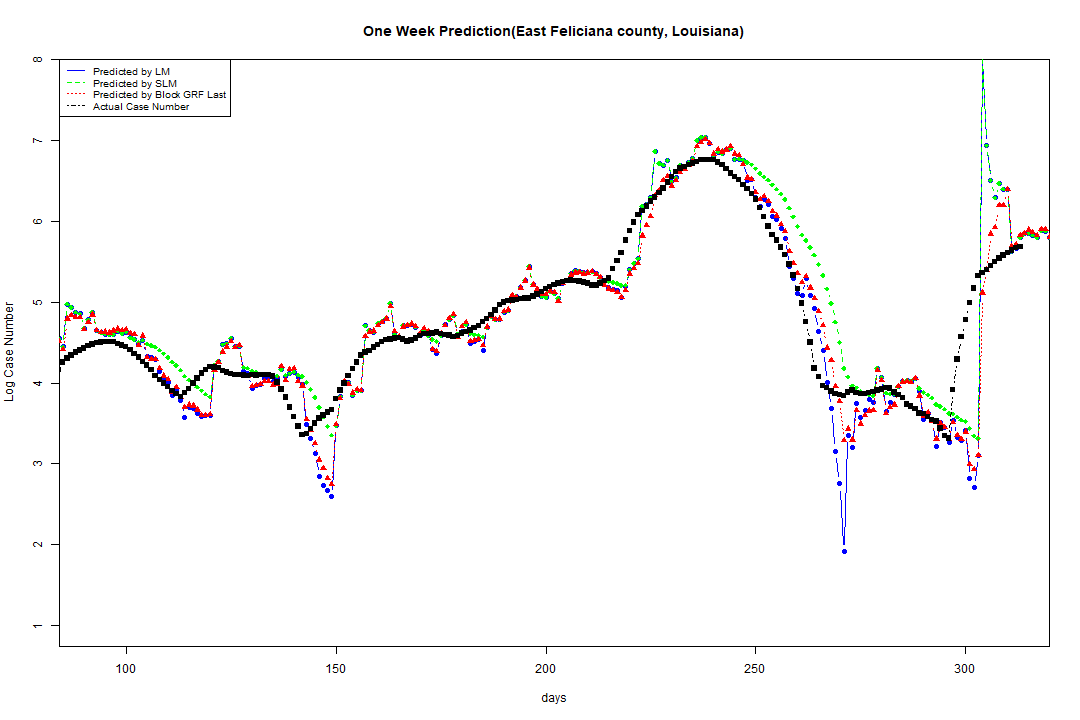 One Week Prediction(East Feliciana county, Louisiana)
Predicted by LM
Predicted by SLM
Predicted by Block GRF Last
Actual Case Number
Log Case Number
8
7
6
5
4
3
2
1
100 150 200 250 300
days